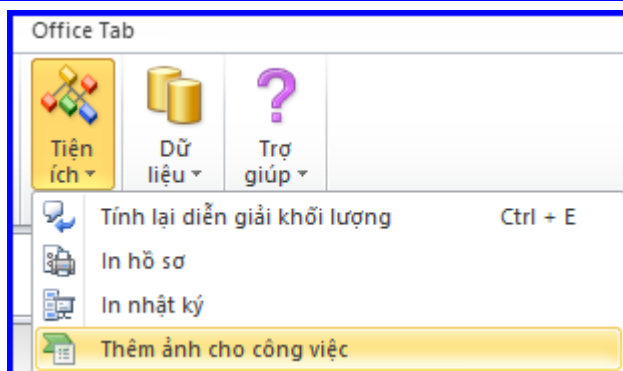 Office Tab
Tiện ích
Dữ liệu
Trợ giúp
Tính lại diễn giải khối lượng Ctrl + E
In hồ sơ
In nhật ký
Thêm ảnh cho công việc